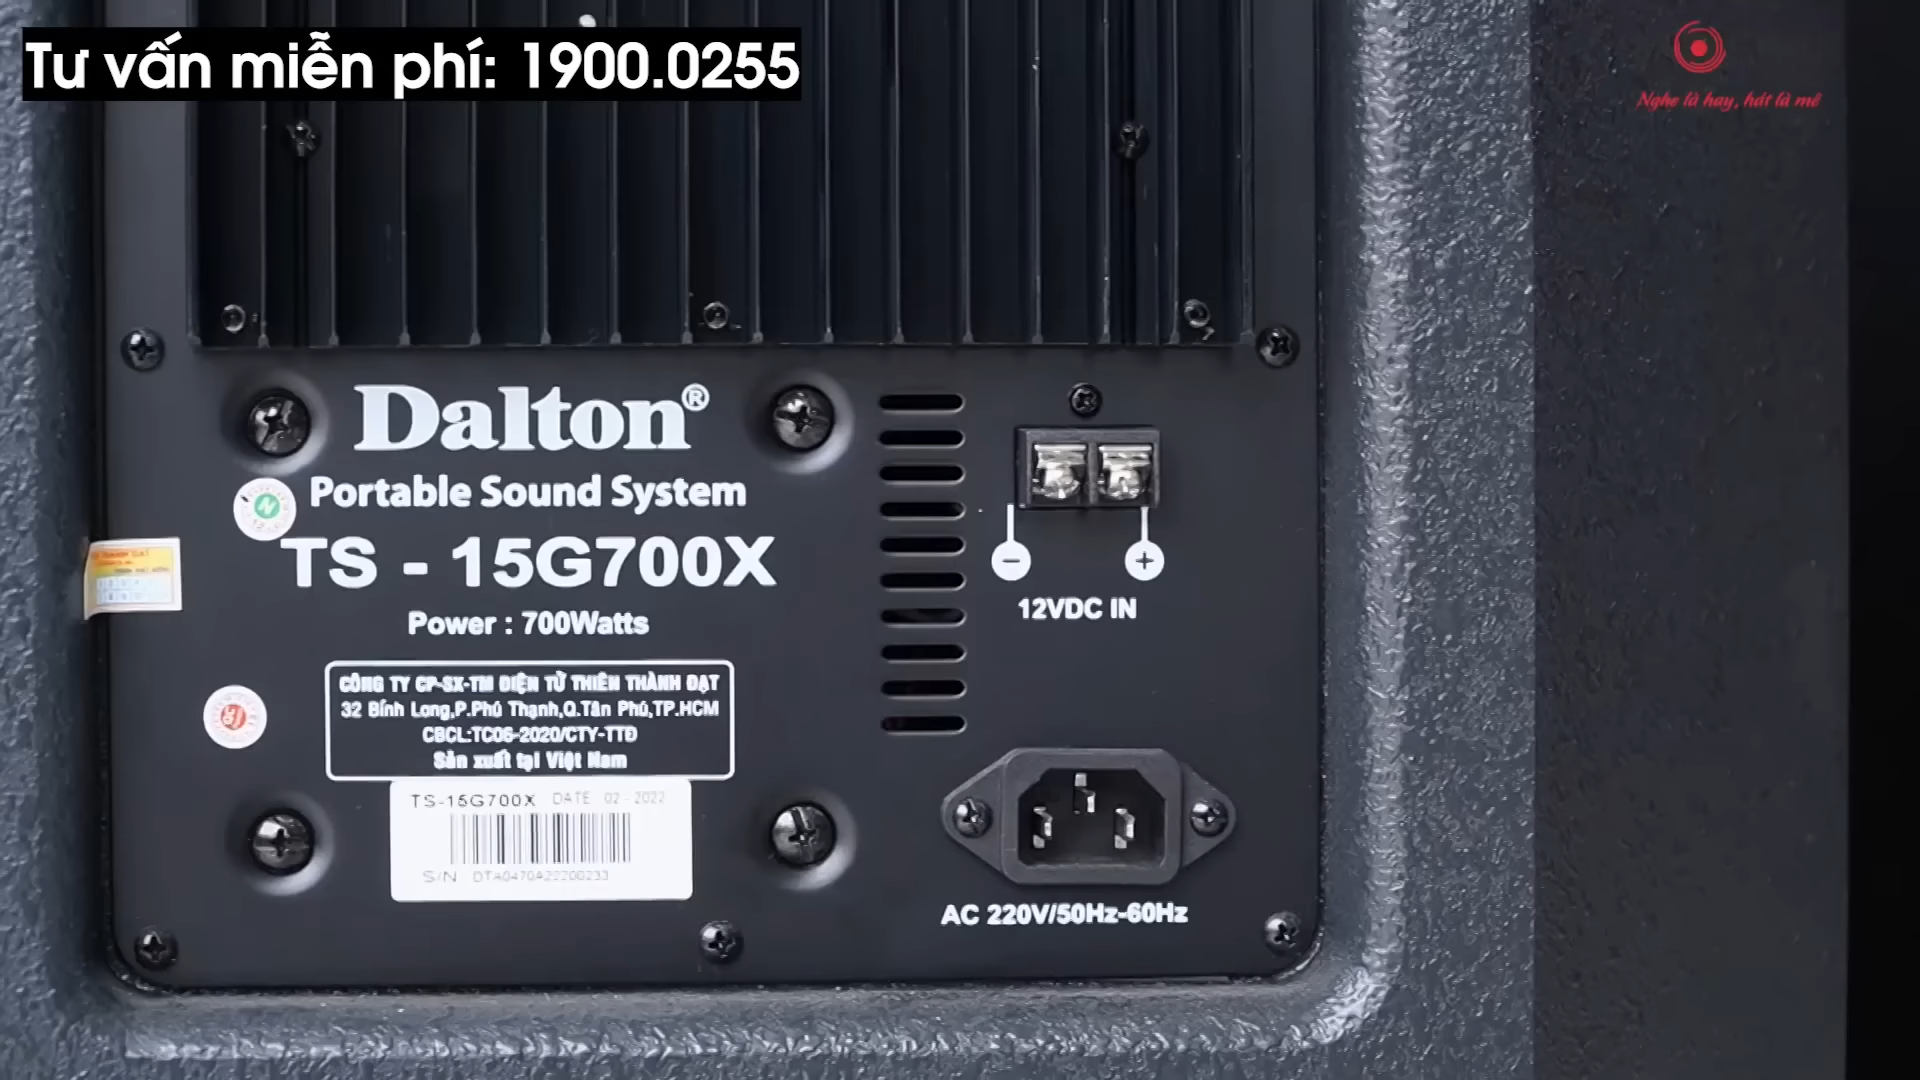 Tư vấn miễn phí: 1900.0255
Nghe là hay, hát là mê
Dalton®
Portable Sound System
TS - 15G700X
Power : 700Watts
CÔNG TY CP-SX-TM ĐIỆN TỬ THIÊN THÀNH ĐẠT
32 Bình Long,P.Phú Thạnh,Q.Tân Phú,TP.HCM
CBCL:TC05-2020/CTY-TTĐ
Sản xuất tại Việt Nam
TS-15G700X DATE 02-2022
S/N DTA0470A22200233
- +
12VDC IN
AC 220V/50Hz-60Hz
N